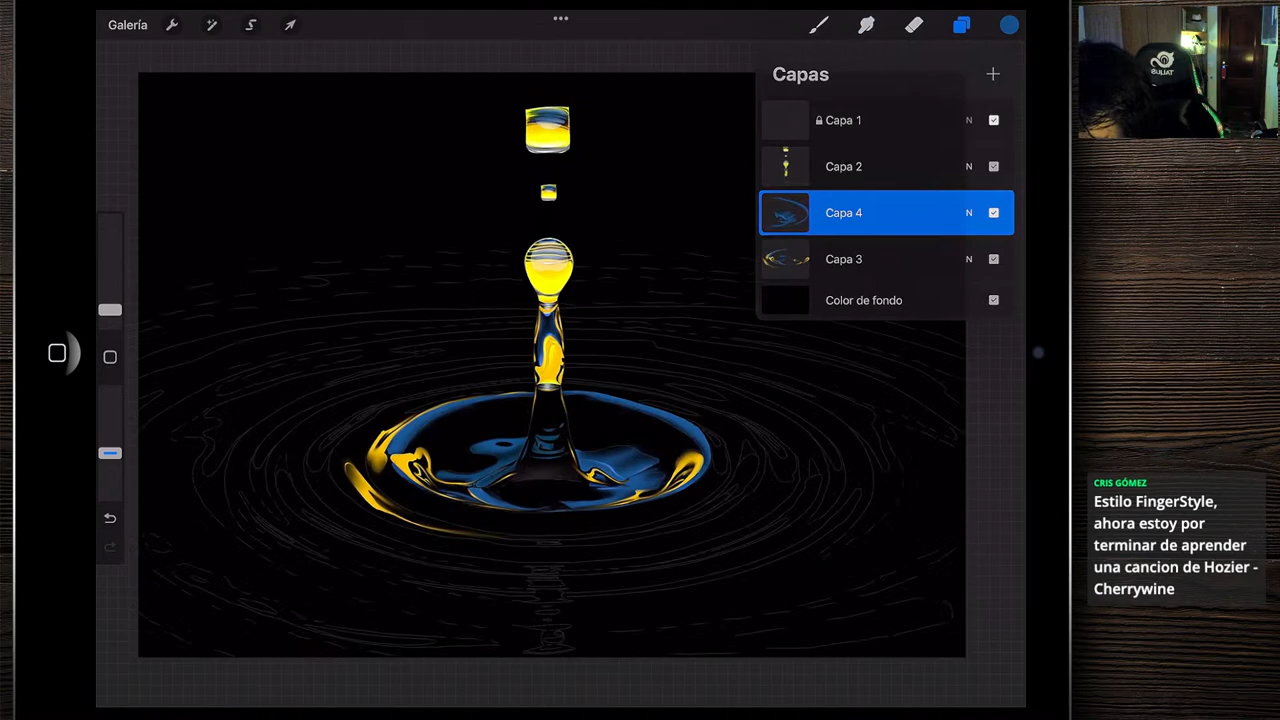 Galería
Capas
Capa 1
N
Capa 2
N
Capa 4
N
Capa 3
N
Color de fondo
CRIS GÓMEZ
Estilo FingerStyle,
ahora estoy por
terminar de aprender
una cancion de Hozier -
Cherrywine